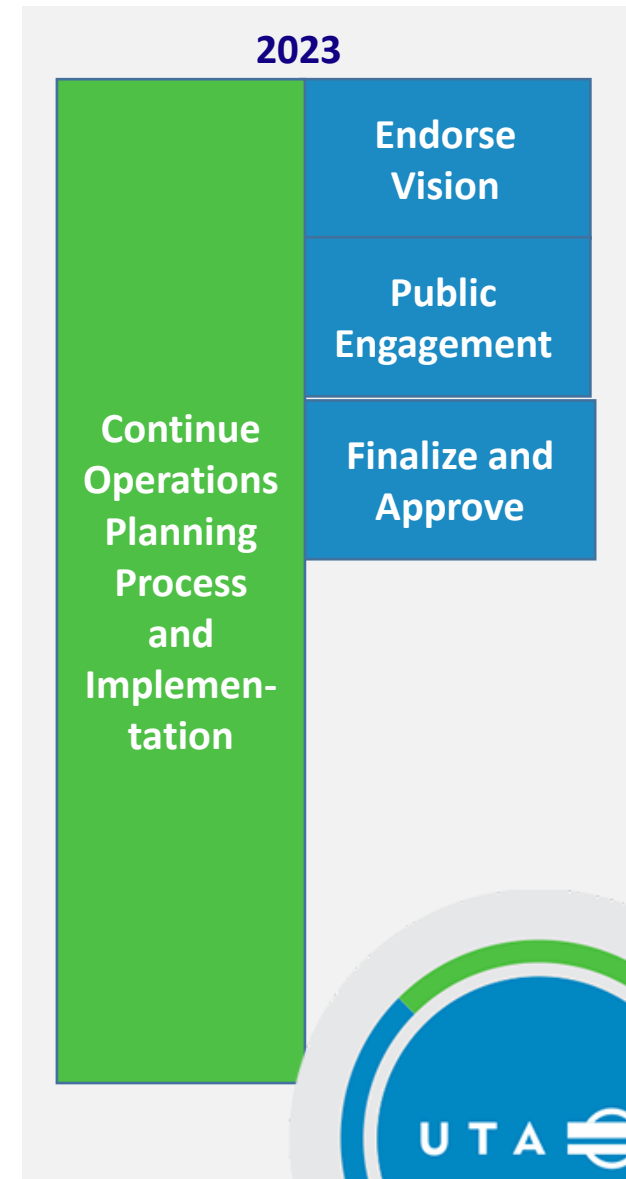 2023
Endorse
Vision
Public
Engagement
Finalize and
Approve
Continue
Operations
Planning
Process
and
Implemen-
tation
UTA